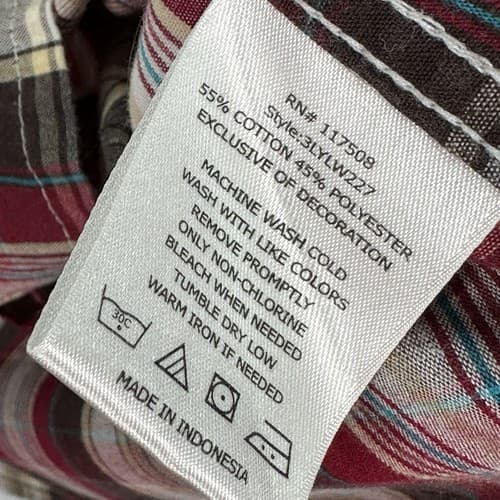 RN# 117508
Style:3LYLW227
55% COTTON 45% POLYESTER
EXCLUSIVE OF DECORATION
MACHINE WASH COLD
WASH WITH LIKE COLORS
REMOVE PROMPTLY
ONLY NON-CHLORINE
BLEACH WHEN NEEDED
TUMBLE DRY LOW
WARM IRON IF NEEDED
30C
MADE IN INDONESIA